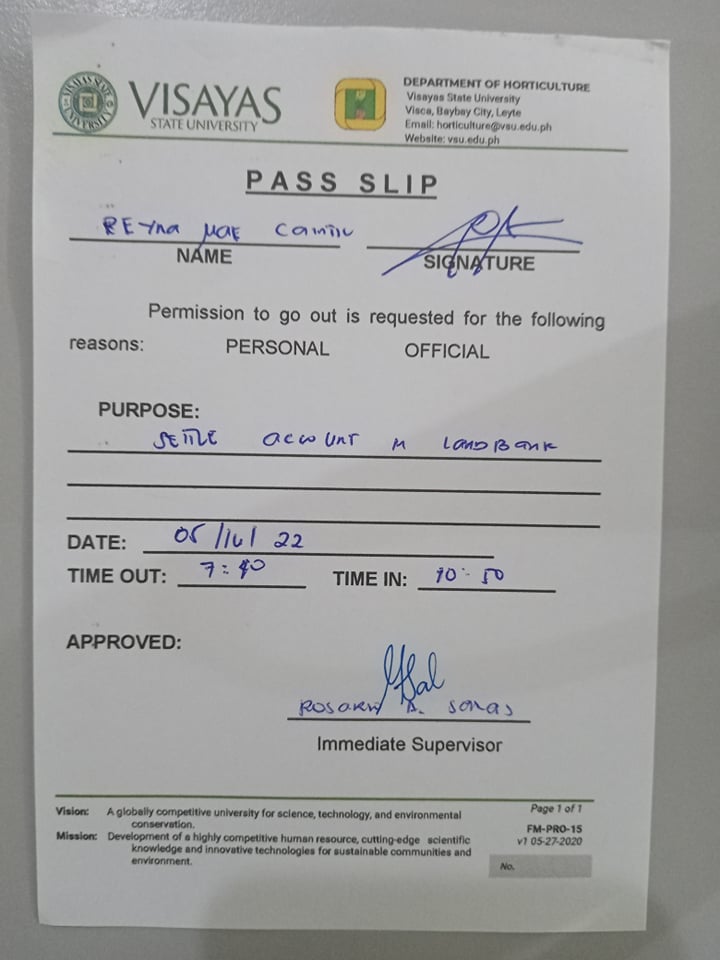 VISAYAS STATE UNIVERSITY
VISAYAS
STATE UNIVERSITY
DEPARTMENT OF HORTICULTURE
Visayas State University
Visca, Baybay City, Leyte
Email: horticulture@vsu.edu.ph
Website: vsu.edu.ph
PASS SLIP
REYNA MAE
NAME
SIGNATURE
Permission to go out is requested for the following
reasons: PERSONAL OFFICIAL
PURPOSE:
SETTLE ACCOUNT LANDBANK
DATE: 05/16/22
TIME OUT: 7:40 TIME IN: 10:50
APPROVED:
A.
Immediate Supervisor
Vision: A globally competitive university for science, technology, and environmental
conservation.
Mission: Development of a highly competitive human resource, cutting-edge scientific
knowledge and innovative technologies for sustainable communities and
environment.
Page 1 of 1
FM-PRO-15
v1 05-27-2020
No.